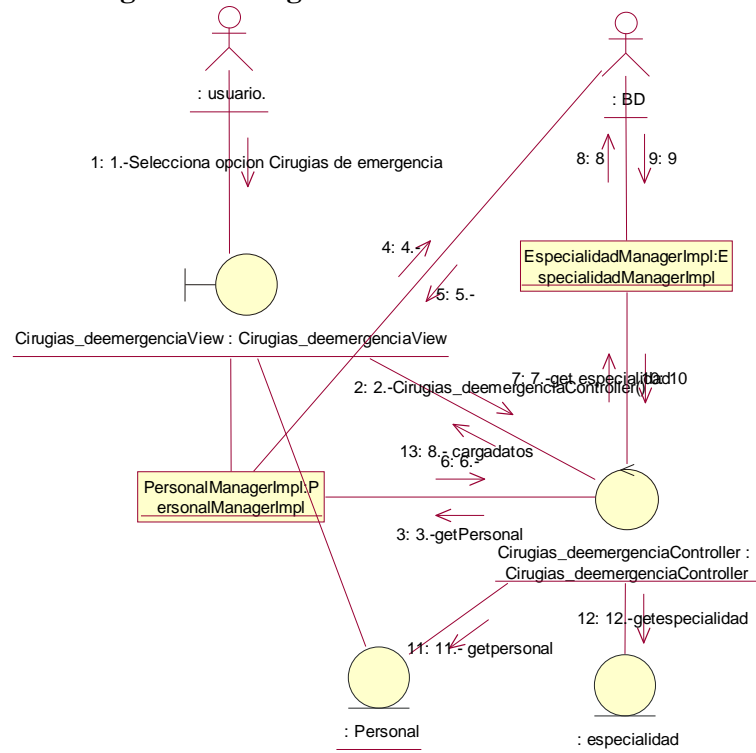 : usuario.
: BD
1: 1.-Selecciona opcion Cirugias de emergencia
8: 8
9: 9
4: 4.-
EspecialidadManagerImpl:E
specialidadManagerImpl
5: 5.-
Cirugias_deemergenciaView : Cirugias_deemergenciaView
7: 7.-get especialidad
10: 10
2: 2.-Cirugias_deemergenciaController()
13: 8.- cargadatos
6: 6.-
PersonalManagerImpl:P
ersonalManagerImpl
3: 3.-getPersonal
Cirugias_deemergenciaController :
Cirugias_deemergenciaController
12: 12.-getespecialidad
11: 11.- getpersonal
: Personal
: especialidad